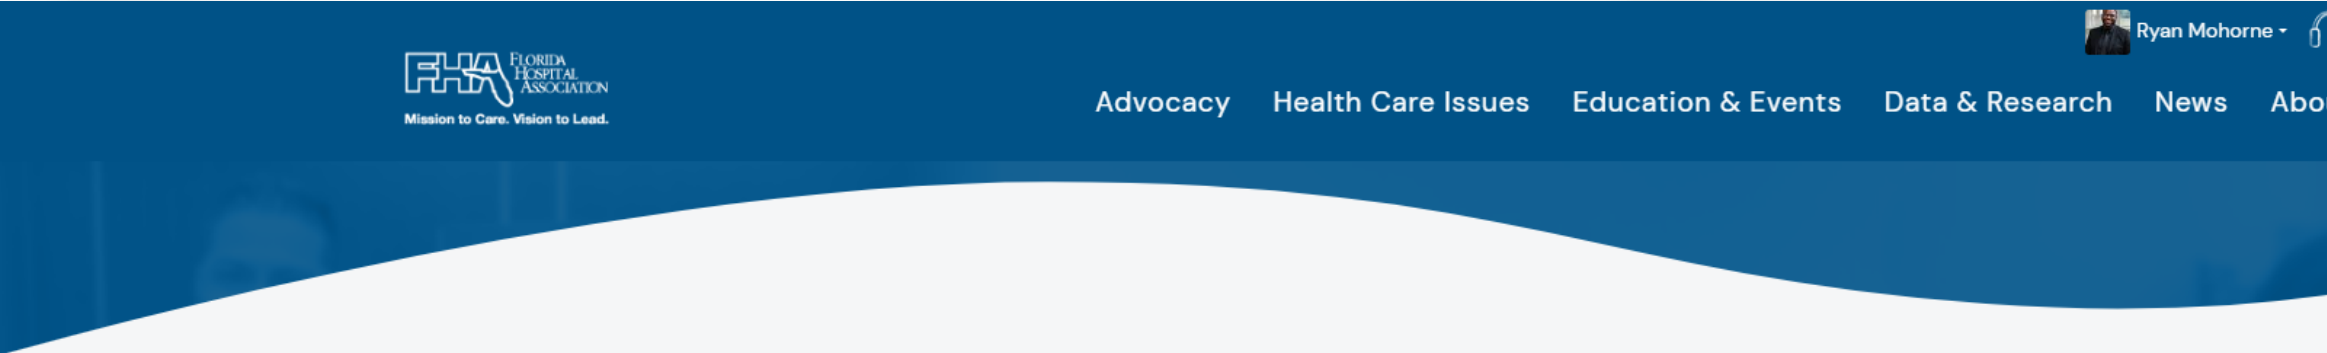 Ryan Mohorne
FHA FLORIDA
HOSPITAL
ASSOCIATION
Mission to Care. Vision to Lead.
Advocacy Health Care Issues Education & Events Data & Research News Abo